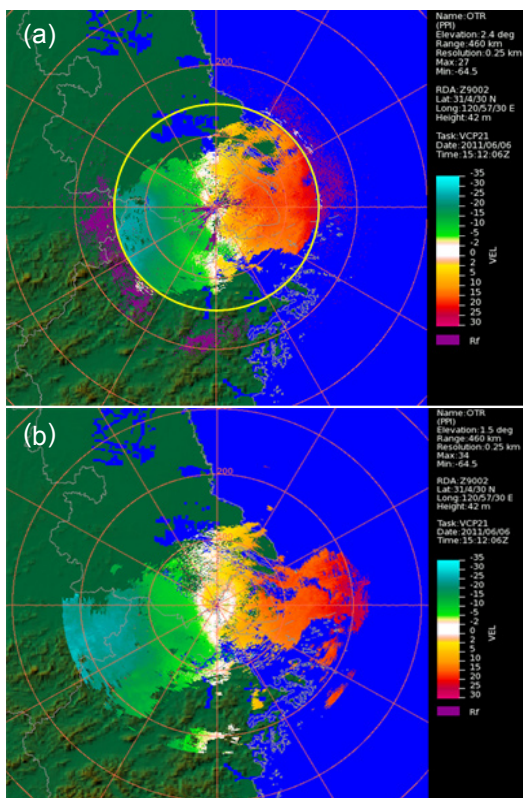 (a)
200
Name:OTR
(PPI)
Elevation:2.4 deg
Range:460 km
Resolution:0.25 km
Max:27
Min:-64.5
RDA:Z9002
Lat:31/4/30 N
Long:120/57/30 E
Height:42 m
Task:VCP21
Date:2011/06/06
Time:15:12:06Z
-35
-30
-25
-20
-15
-10
-5
-2
0
2
5
10
15
20
25
30
VEL
Rf
(b)
200
Name:OTR
(PPI)
Elevation:1.5 deg
Range:460 km
Resolution:0.25 km
Max:34
Min:-64.5
RDA:Z9002
Lat:31/4/30 N
Long:120/57/30 E
Height:42 m
Task:VCP21
Date:2011/06/06
Time:15:12:06Z
-35
-30
-25
-20
-15
-10
-5
-2
0
2
5
10
15
20
25
30
VEL
Rf